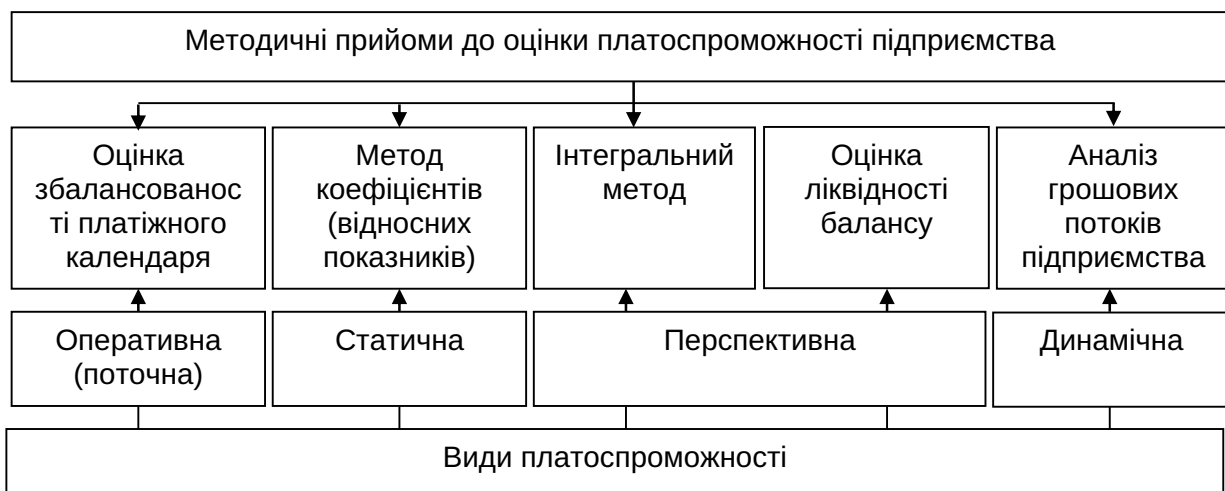 Методичні прийоми до оцінки платоспроможності підприємства
Оцінка
збалансованос
ті платіжного
календаря
Метод
коефіцієнтів
(відносних
показників)
Інтегральний
метод
Оцінка
ліквідності
балансу
Аналіз
грошових
потоків
підприємства
Оперативна
(поточна)
Статична
Перспективна
Динамічна
Види платоспроможності